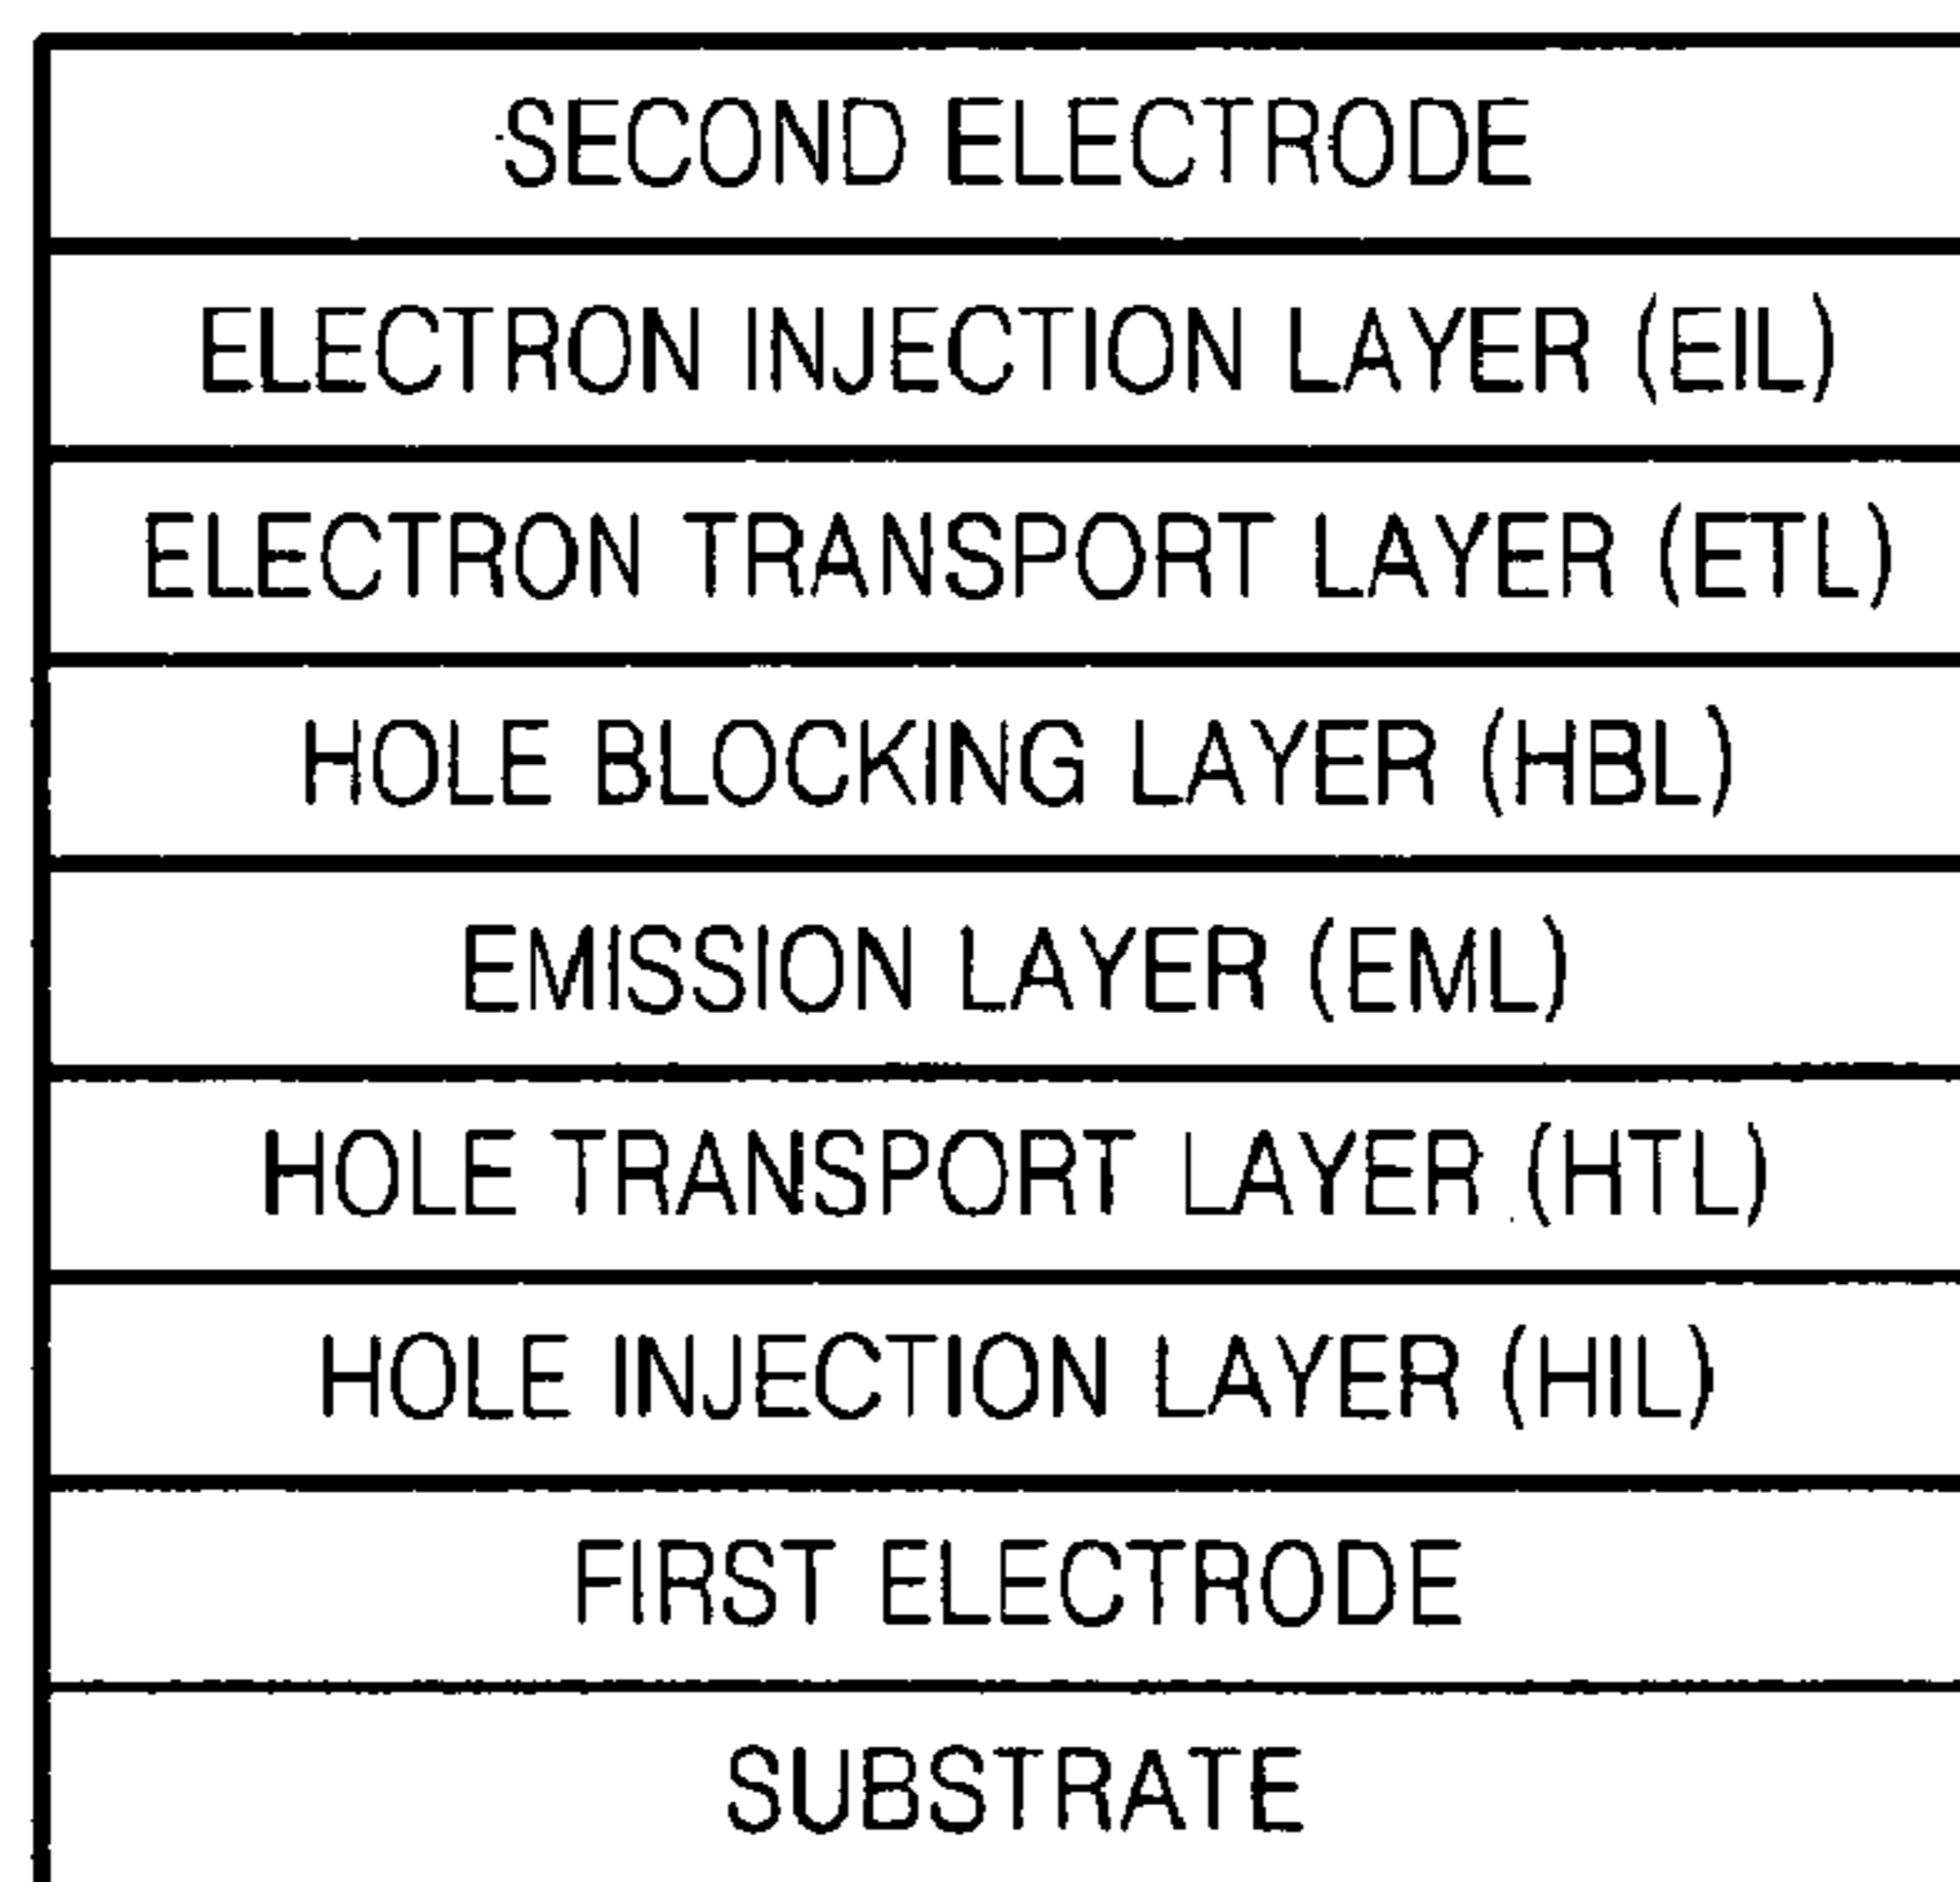 SECOND ELECTRODE
ELECTRON INJECTION LAYER (EIL)
ELECTRON TRANSPORT LAYER (ETL)
HOLE BLOCKING LAYER (HBL)
EMISSION LAYER (EML)
HOLE TRANSPORT LAYER (HTL)
HOLE INJECTION LAYER (HIL)
FIRST ELECTRODE
SUBSTRATE